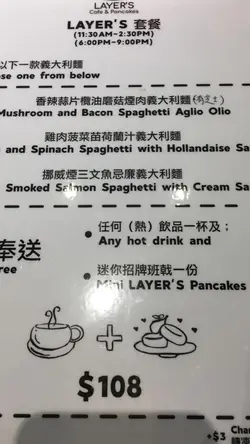 LAYER'S
Cafe & Pancakes
LAYER'S 套餐
(11:30AM~2:30PM)
(6:00PM~9:00PM)
以下一款義大利麵
ose one from below
香辣蒜片欖油磨菇煙肉義大利麵
Mushroom and Bacon Spaghetti Aglio Olio
雞肉菠菜苗荷蘭汁義大利麵
and Spinach Spaghetti with Hollandaise Sa
挪威煙三文魚忌廉義大利麵
Smoked Salmon Spaghetti with Cream Sa
奉送
ree
• 任何（熱）飲品一杯及；
Any hot drink and
• 迷你招牌班戟一份
Mini LAYER'S Pancakes
+
$108
+$3